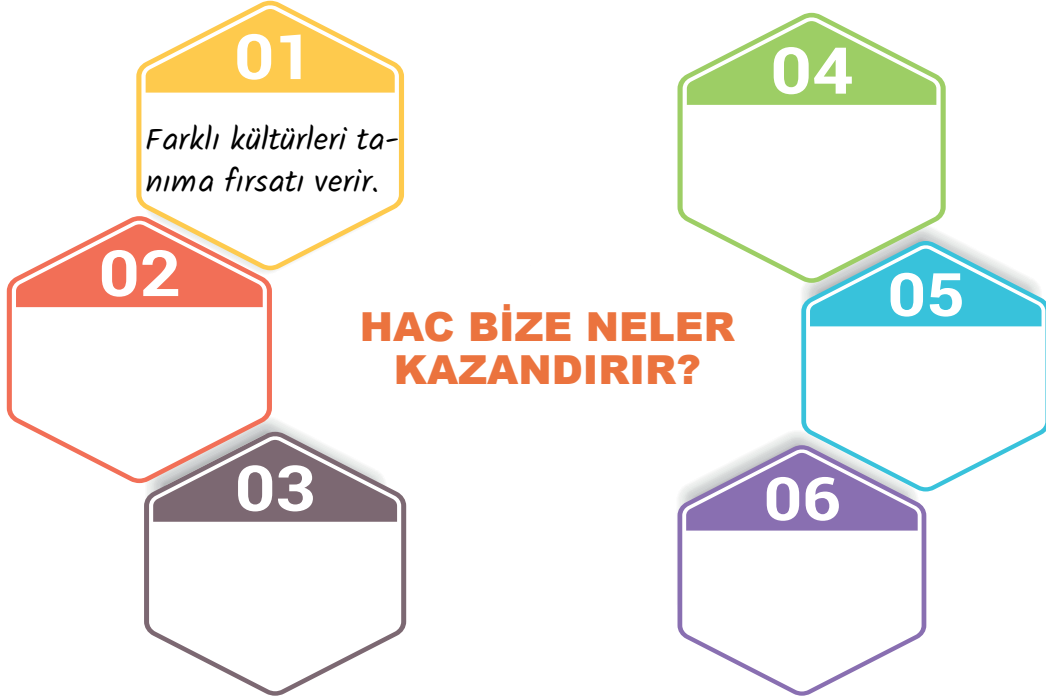 01
Farklı kültürleri ta-
nıma fırsatı verir.
02
03
HAC BİZE NELER
KAZANDIRIR?
04
05
06